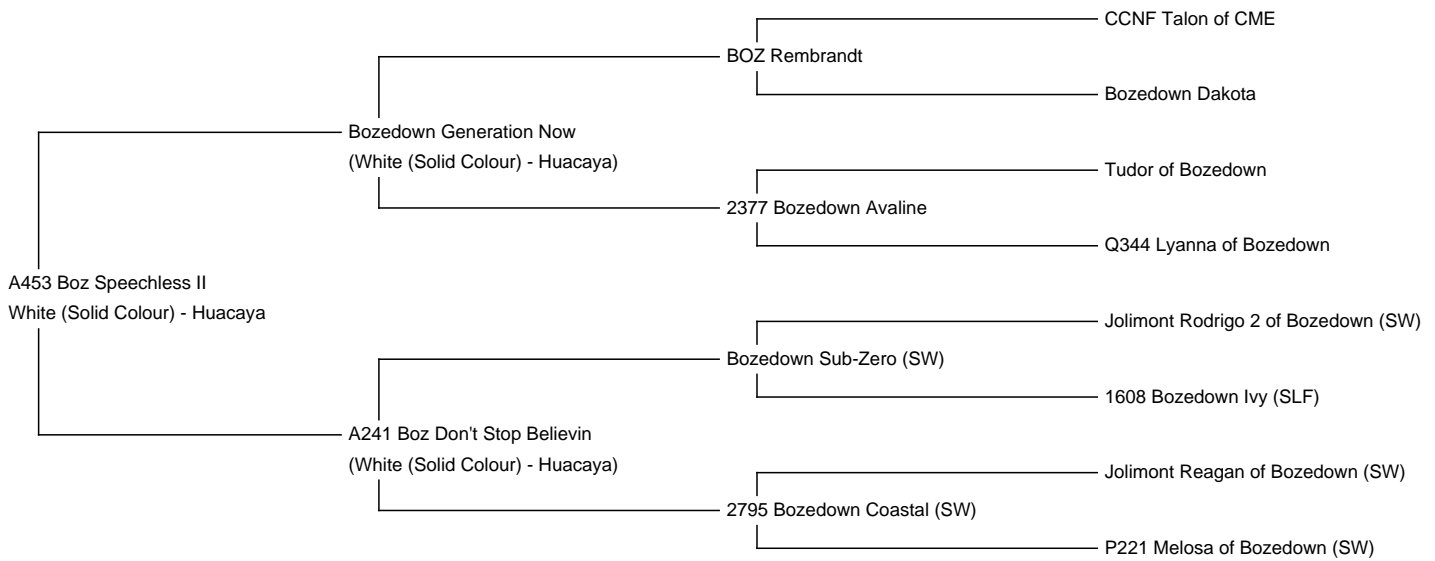 CCNF Talon of CME
BOZ Rembrandt
Bozedown Dakota
Bozedown Generation Now
(White (Solid Colour) - Huacaya)
Tudor of Bozedown
2377 Bozedown Avaline
Q344 Lyanna of Bozedown
A453 Boz Speechless II
White (Solid Colour) - Huacaya
Jolimont Rodrigo 2 of Bozedown (SW)
Bozedown Sub-Zero (SW)
1608 Bozedown Ivy (SLF)
A241 Boz Don't Stop Believin
(White (Solid Colour) - Huacaya)
Jolimont Reagan of Bozedown (SW)
2795 Bozedown Coastal (SW)
P221 Melosa of Bozedown (SW)